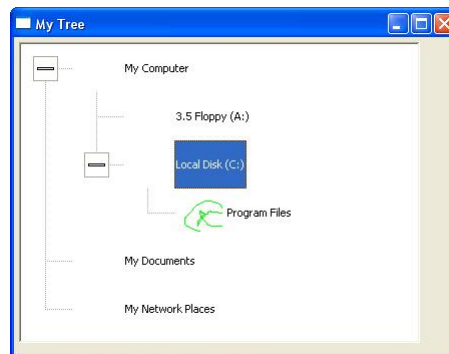 My Tree
My Computer
3.5 Floppy (A:)
Local Disk (C:)
Program Files
My Documents
My Network Places